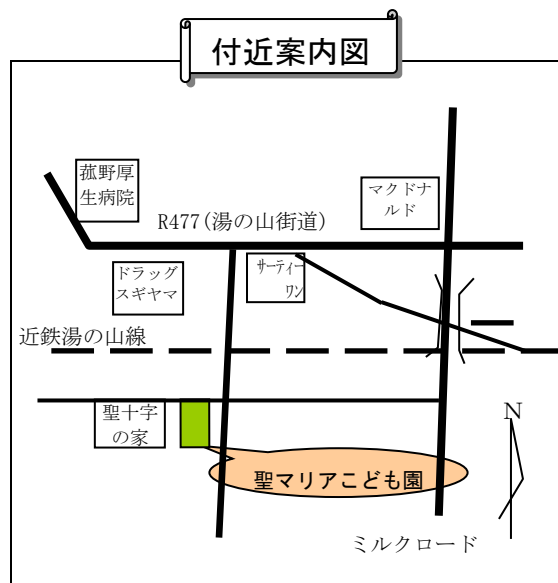 付近案内図
菰野厚
生病院
マクドナ
ルド
R477(湯の山街道)
ドラッグ
スギヤマ
サーティー
ワン
近鉄湯の山線
聖十字
の家
N
聖マリアこども園
ミルクロード